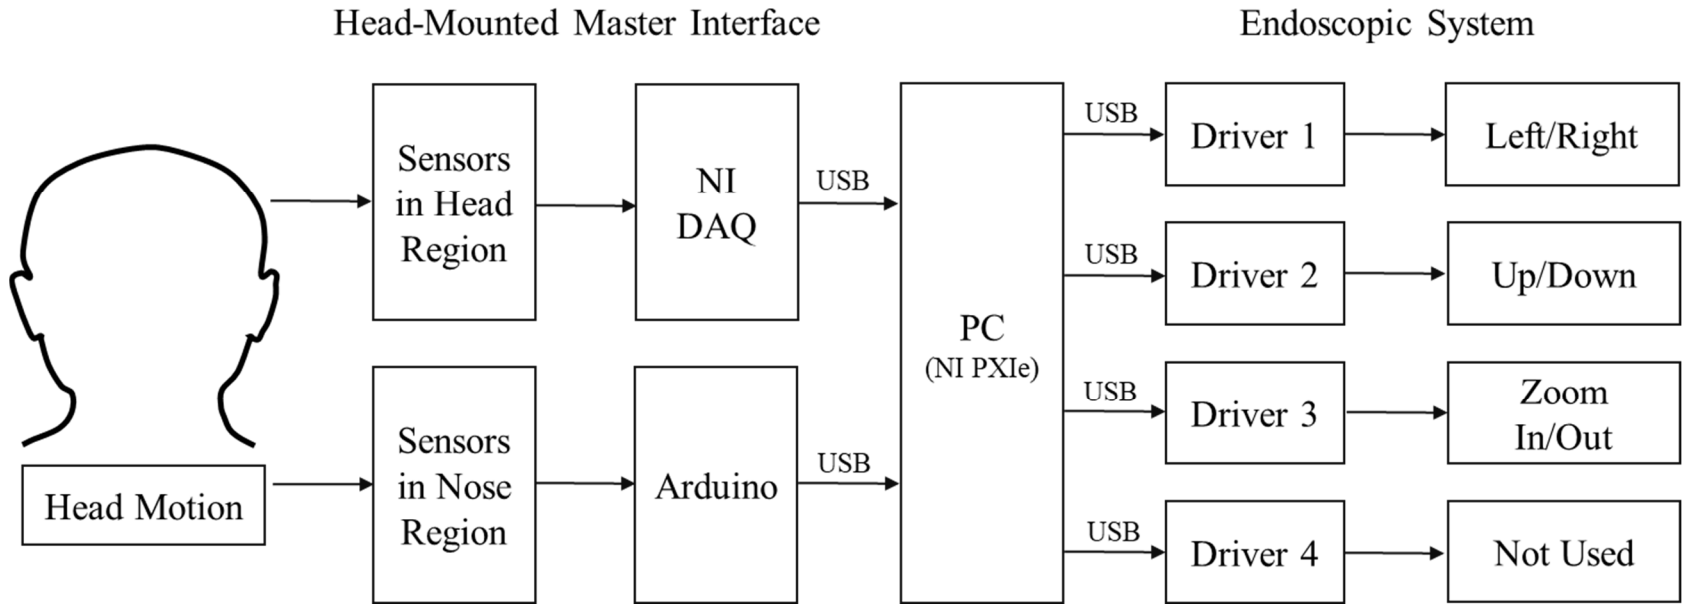 Head-Mounted Master Interface
Endoscopic System
Sensors
in Head
Region
NI
DAQ
USB
Sensors
in Nose
Region
Arduino
USB
Head Motion
PC
(NI PXIe)
USB
Driver 1
Left/Right
USB
Driver 2
Up/Down
USB
Driver 3
Zoom
In/Out
USB
Driver 4
Not Used